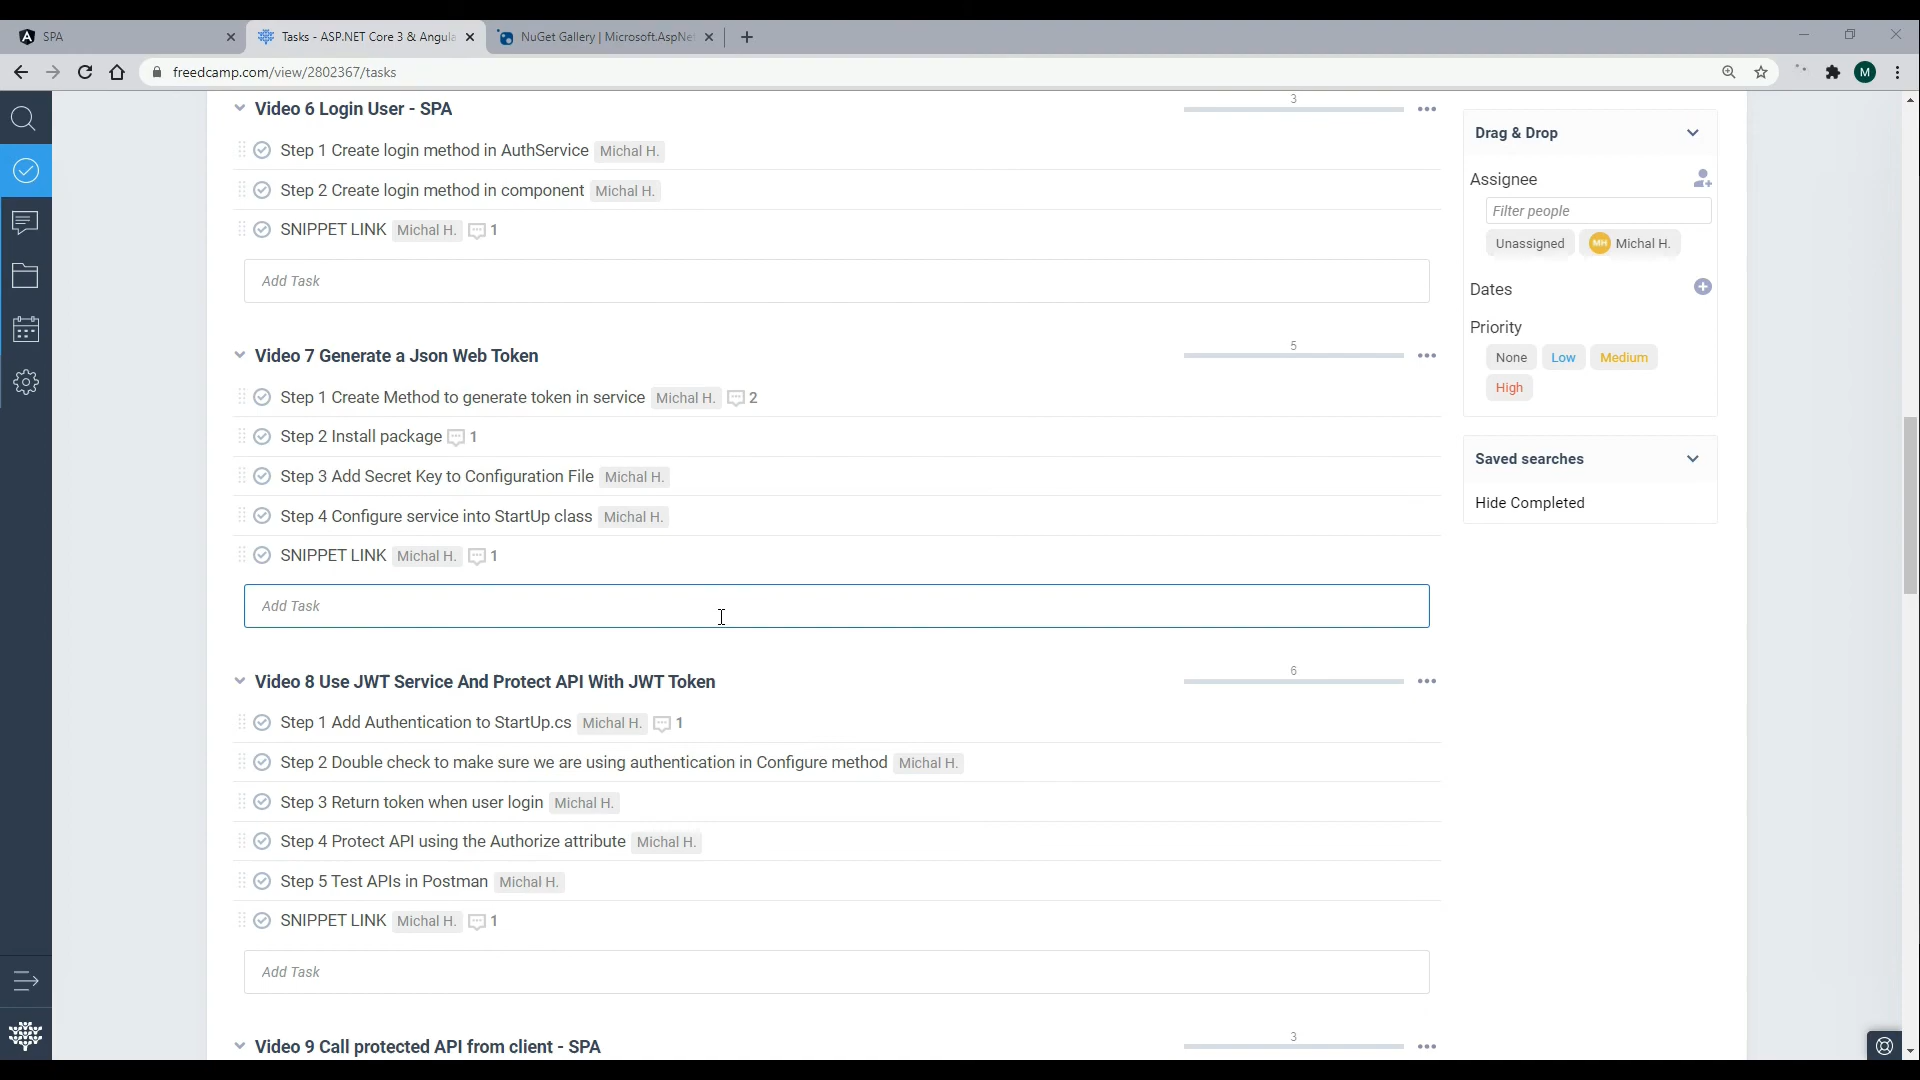 SPA
Tasks - ASP.NET Core 3 & Angula
NuGet Gallery | Microsoft.AspNet
freedcamp.com/view/2802367/tasks
M
Video 6 Login User - SPA
3
Step 1 Create login method in AuthService Michal H.
Step 2 Create login method in component Michal H.
SNIPPET LINK Michal H. 1
Add Task
Video 7 Generate a Json Web Token
5
Step 1 Create Method to generate token in service Michal H. 2
Step 2 Install package 1
Step 3 Add Secret Key to Configuration File Michal H.
Step 4 Configure service into StartUp class Michal H.
SNIPPET LINK Michal H. 1
Add Task
Video 8 Use JWT Service And Protect API With JWT Token
6
Step 1 Add Authentication to StartUp.cs Michal H. 1
Step 2 Double check to make sure we are using authentication in Configure method Michal H.
Step 3 Return token when user login Michal H.
Step 4 Protect API using the Authorize attribute Michal H.
Step 5 Test APIs in Postman Michal H.
SNIPPET LINK Michal H. 1
Add Task
Video 9 Call protected API from client - SPA
3
Drag & Drop
Assignee
Filter people
Unassigned MH Michal H.
Dates
Priority
None Low Medium
High
Saved searches
Hide Completed